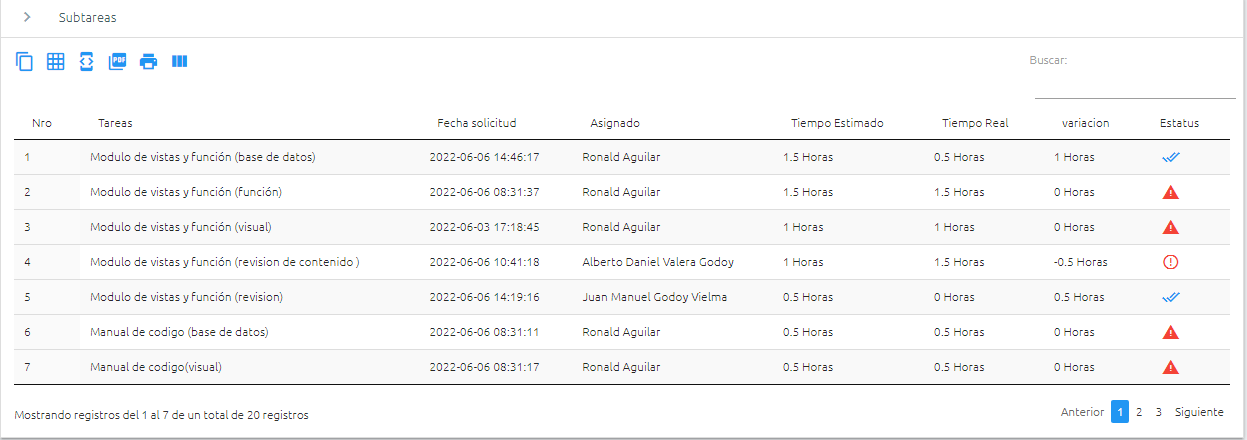 Subtareas
PDF
Buscar:
Nro Tareas Fecha solicitud Asignado Tiempo Estimado Tiempo Real variacion Estatus
1 Modulo de vistas y función (base de datos) 2022-06-06 14:46:17 Ronald Aguilar 1.5 Horas 0.5 Horas 1 Horas
2 Modulo de vistas y función (función) 2022-06-06 08:31:37 Ronald Aguilar 1.5 Horas 1.5 Horas 0 Horas
3 Modulo de vistas y función (visual) 2022-06-03 17:18:45 Ronald Aguilar 1 Horas 1 Horas 0 Horas
4 Modulo de vistas y función (revision de contenido ) 2022-06-06 10:41:18 Alberto Daniel Valera Godoy 1 Horas 1.5 Horas -0.5 Horas
5 Modulo de vistas y función (revision) 2022-06-06 14:19:16 Juan Manuel Godoy Vielma 0.5 Horas 0 Horas 0.5 Horas
6 Manual de codigo (base de datos) 2022-06-06 08:31:11 Ronald Aguilar 0.5 Horas 0.5 Horas 0 Horas
7 Manual de codigo(visual) 2022-06-06 08:31:17 Ronald Aguilar 0.5 Horas 0.5 Horas 0 Horas
Mostrando registros del 1 al 7 de un total de 20 registros
Anterior 1 2 3 Siguiente